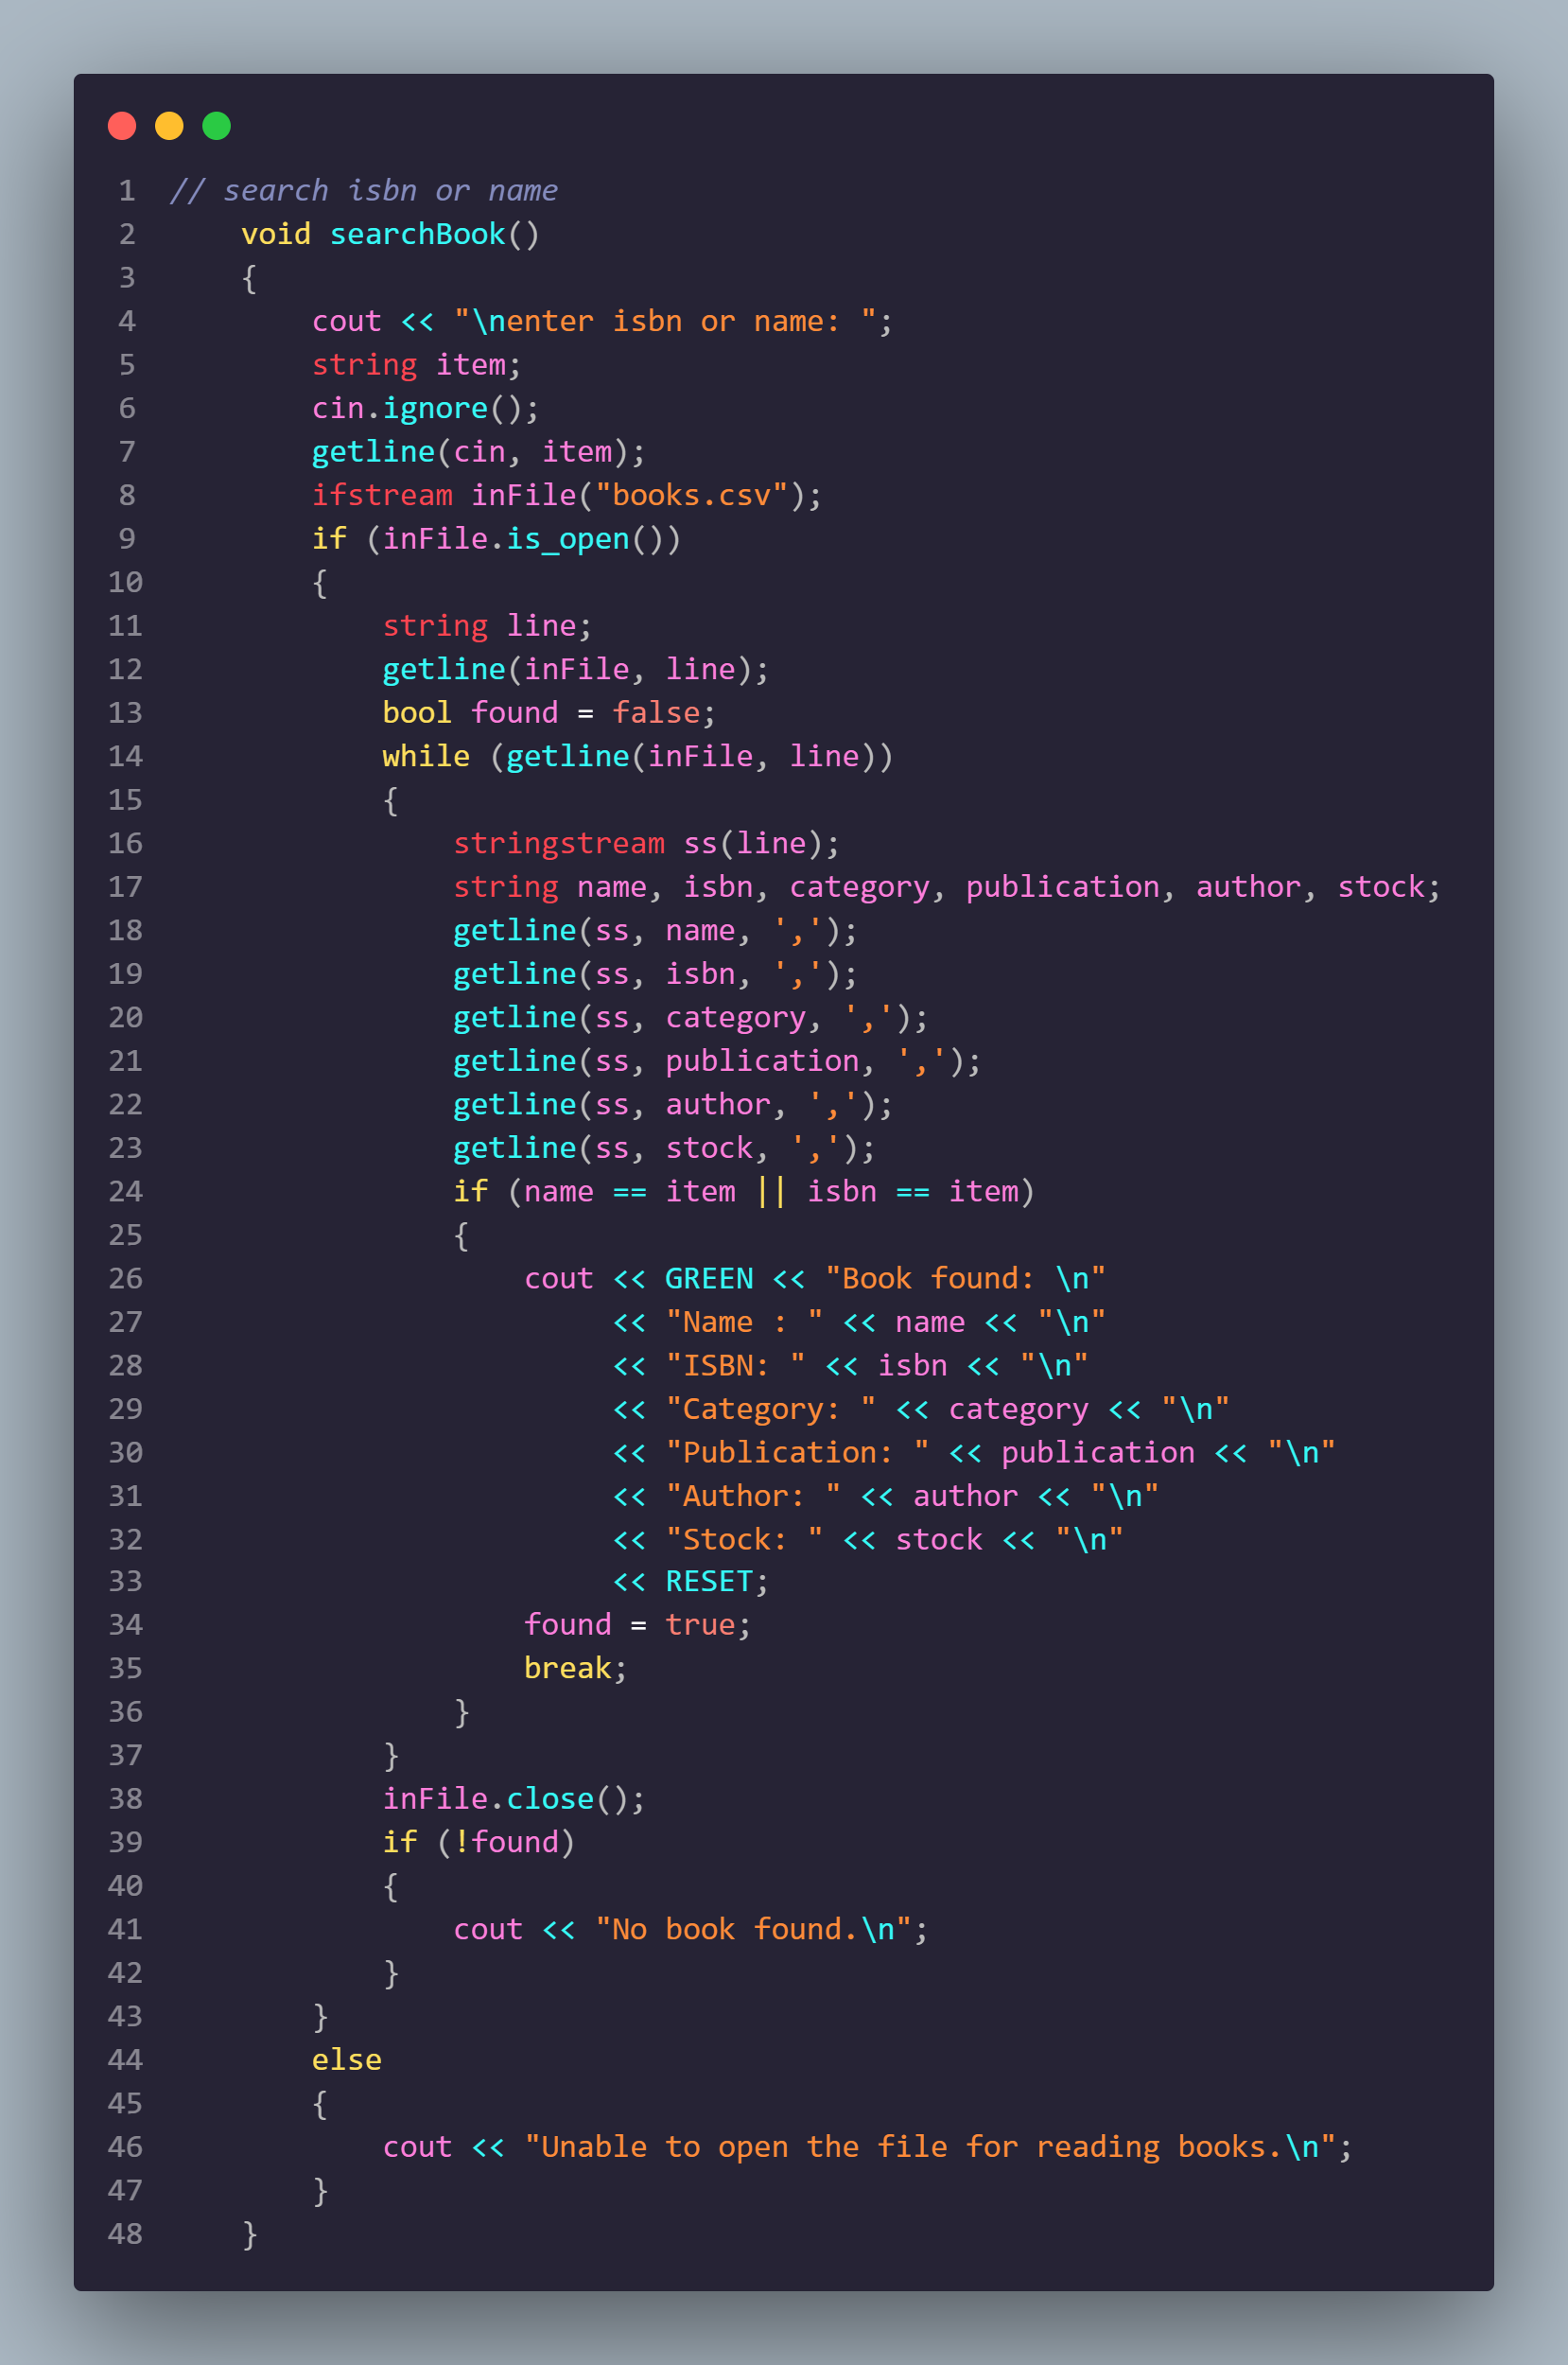 1 // search isbn or name
2     void searchBook()
3     {
4         cout << "\nenter isbn or name: ";
5         string item;
6         cin.ignore();
7         getline(cin, item);
8         ifstream inFile("books.csv");
9         if (inFile.is_open())
10         {
11             string line;
12             getline(inFile, line);
13             bool found = false;
14             while (getline(inFile, line))
15             {
16                 stringstream ss(line);
17                 string name, isbn, category, publication, author, stock;
18                 getline(ss, name, ',');
19                 getline(ss, isbn, ',');
20                 getline(ss, category, ',');
21                 getline(ss, publication, ',');
22                 getline(ss, author, ',');
23                 getline(ss, stock, ',');
24                 if (name == item || isbn == item)
25                 {
26                     cout << GREEN << "Book found: \n"
27                          << "Name : " << name << "\n"
28                          << "ISBN: " << isbn << "\n"
29                          << "Category: " << category << "\n"
30                          << "Publication: " << publication << "\n"
31                          << "Author: " << author << "\n"
32                          << "Stock: " << stock << "\n"
33                          << RESET;
34                     found = true;
35                     break;
36                 }
37             }
38             inFile.close();
39             if (!found)
40             {
41                 cout << "No book found.\n";
42             }
43         }
44         else
45         {
46             cout << "Unable to open the file for reading books.\n";
47         }
48     }